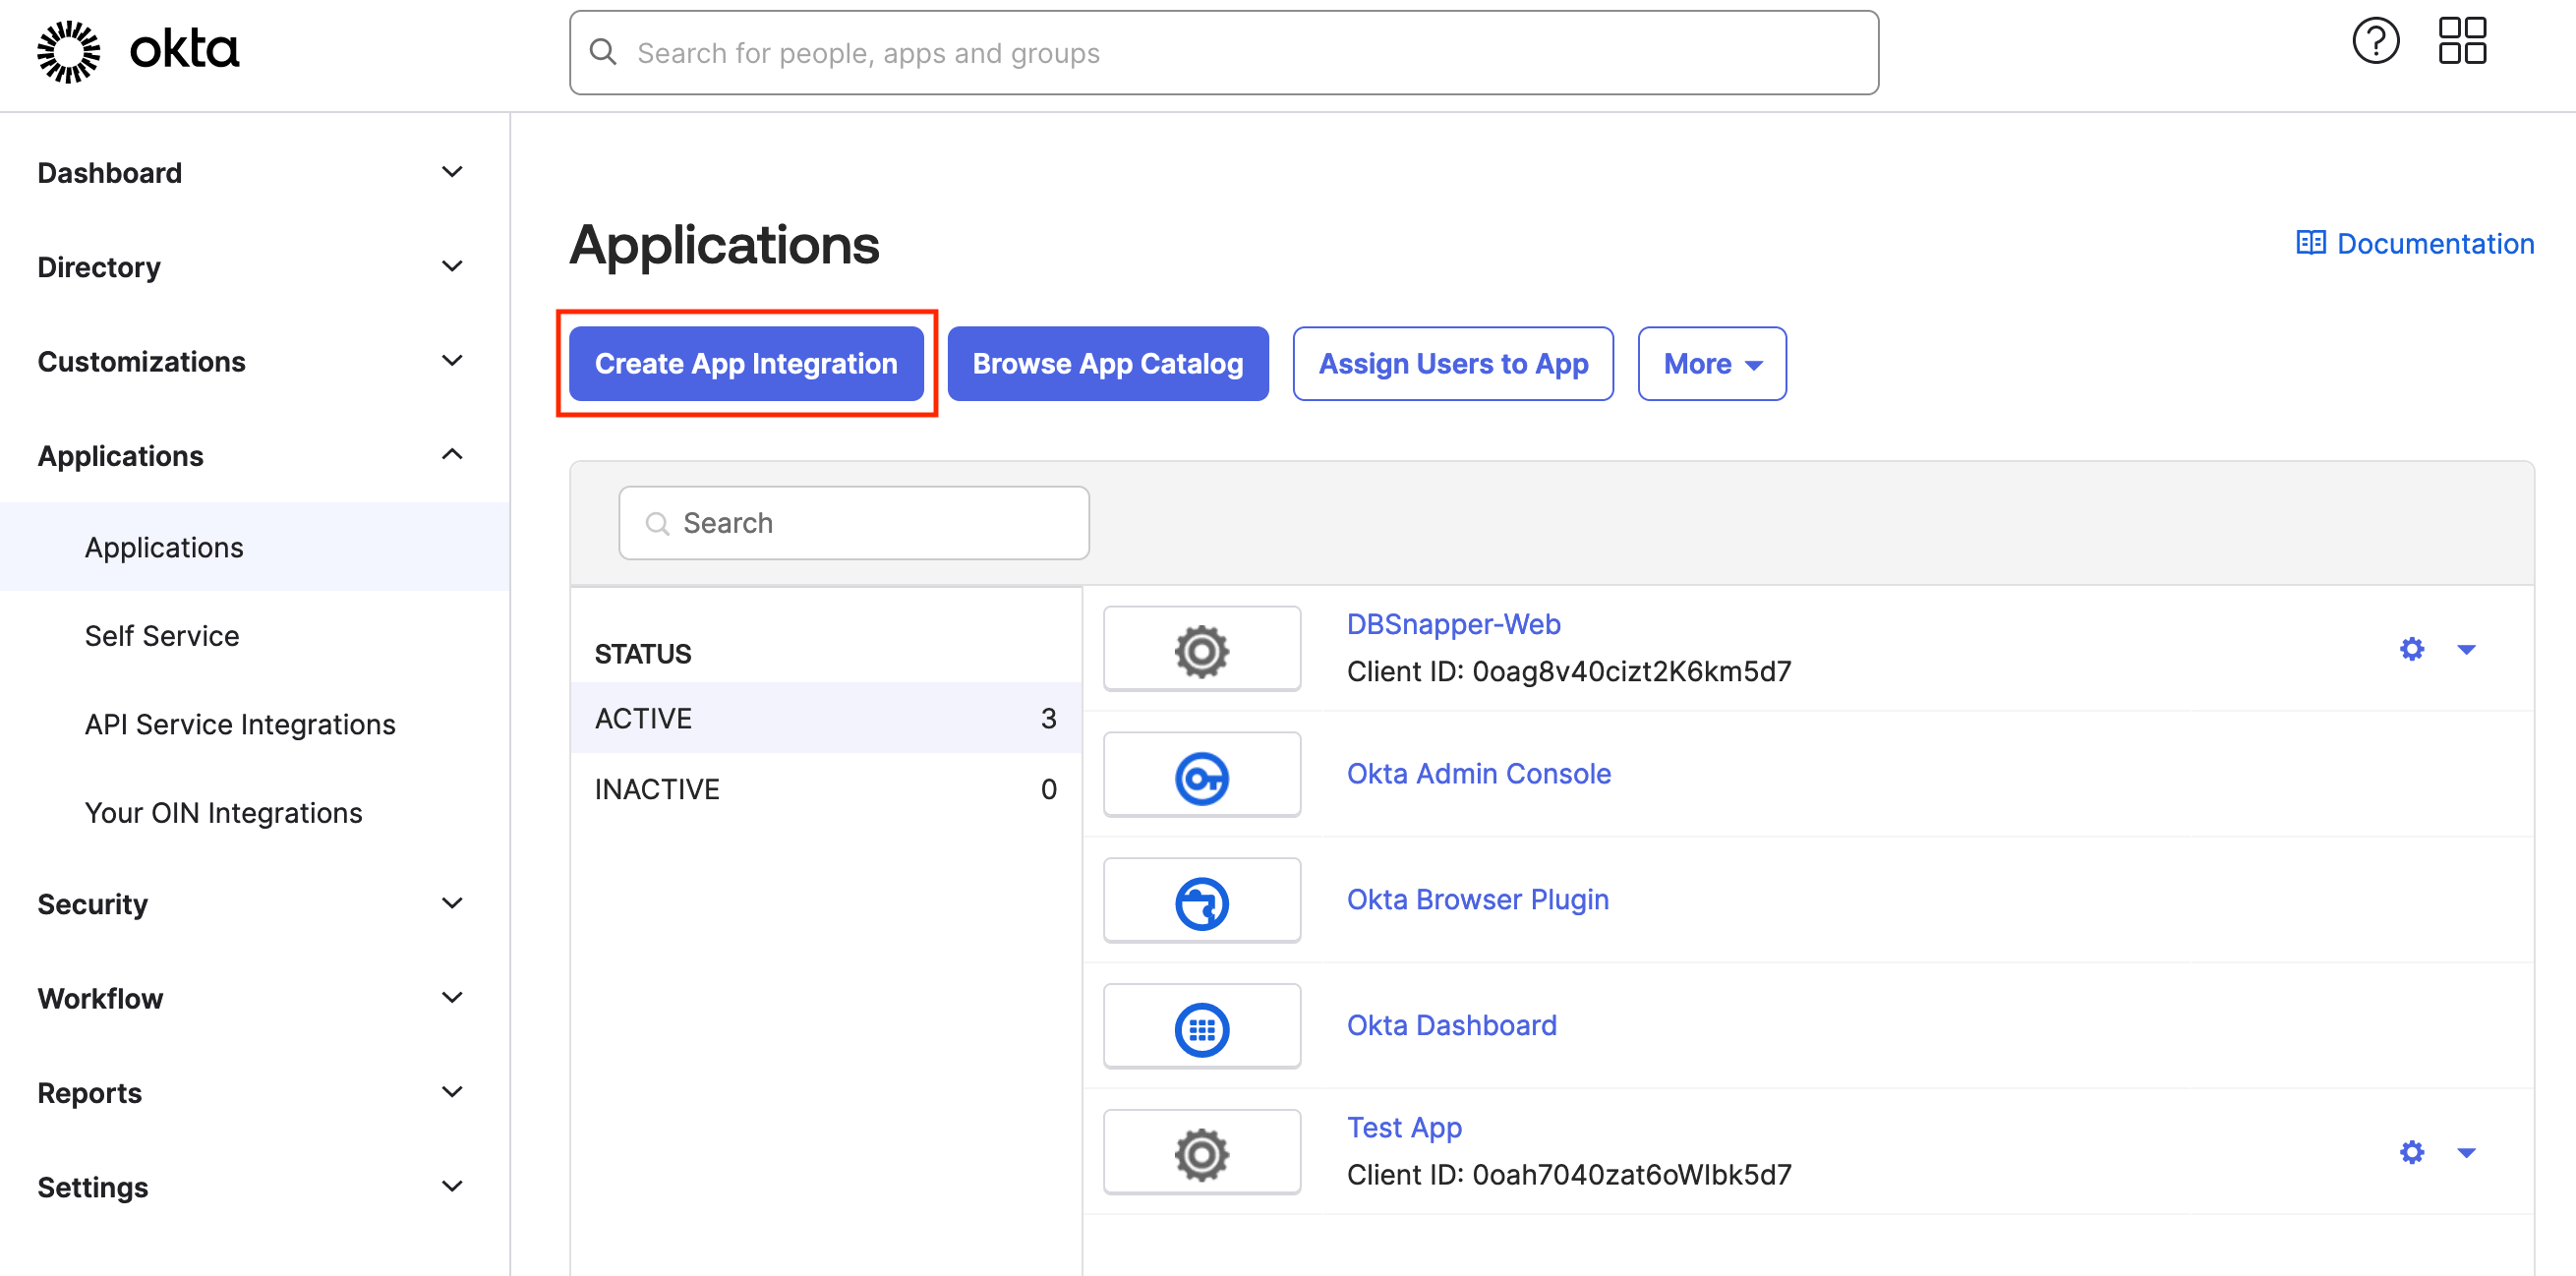 okta
Search for people, apps and groups
Dashboard
Directory
Customizations
Applications
Applications
Self Service
API Service Integrations
Your OIN Integrations
Security
Workflow
Reports
Settings
Applications
Documentation
Create App Integration
Browse App Catalog
Assign Users to App
More
Search
STATUS
ACTIVE 3
INACTIVE 0
DBSnapper-Web
Client ID: 0oag8v40cizt2K6km5d7
Okta Admin Console
Okta Browser Plugin
Okta Dashboard
Test App
Client ID: 0oah7040zat6oWlbk5d7